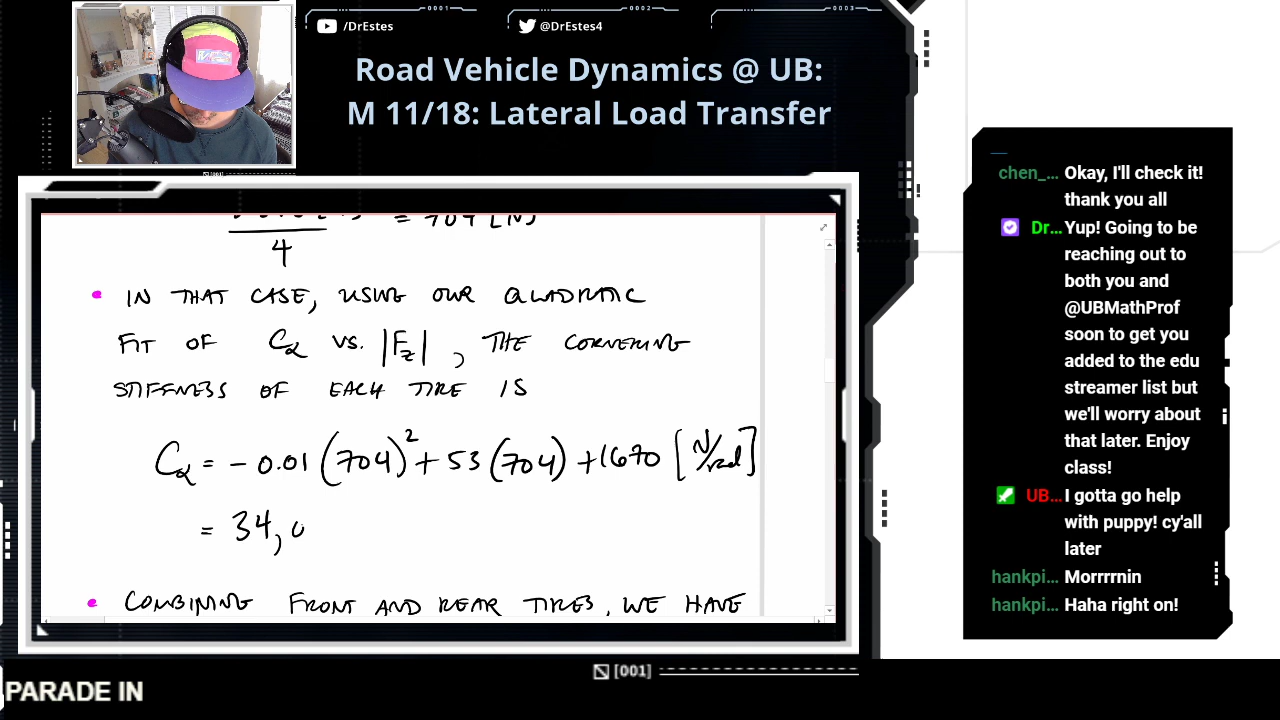 0001
0002
0003
/DrEstes
@DrEstes4
Road Vehicle Dynamics @ UB:
M 11/18: Lateral Load Transfer
[001]
= 704 [N]
4
• IN THAT CASE, USING OUR QUADRATIC
FIT OF Cα VS. |Fz|, THE CORNERING
STIFFNESS OF EACH TIRE IS
Cα = - 0.01 (704)² + 53 (704) + 1670 [N/rad]
= 34, 0
• COMBINING FRONT AND REAR TIRES, WE HAVE
chen_... Okay, I'll check it!
thank you all
Dr... Yup! Going to be
reaching out to
both you and
@UBMathProf
soon to get you
added to the edu
streamer list but
we'll worry about
that later. Enjoy
class!
UB... I gotta go help
with puppy! cy'all
later
hankpi... Morrrrnin
hankpi... Haha right on!
[001]
PARADE IN